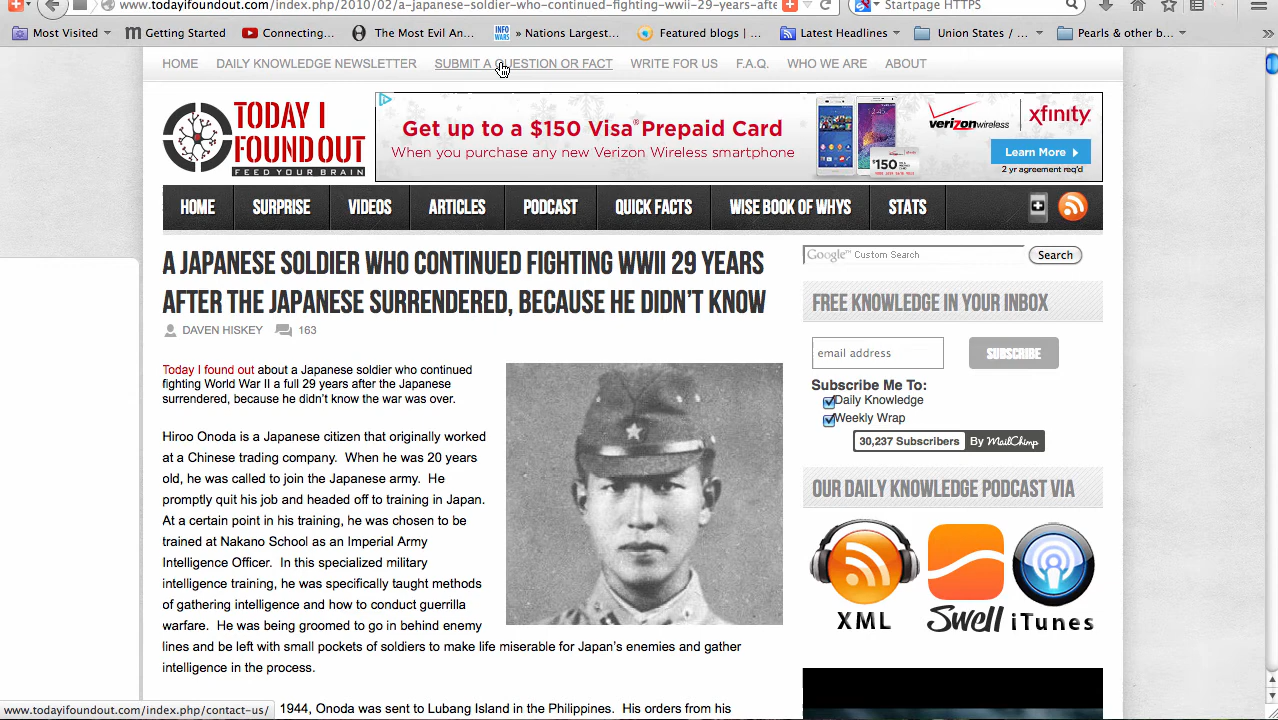 www.todayifoundout.com/index.php/2010/02/a-japanese-soldier-who-continued-fighting-wwii-29-years-afte
Startpage HTTPS
Most Visited
Getting Started
Connecting...
The Most Evil An...
INFO WARS
» Nations Largest...
Featured blogs | ...
Latest Headlines
Union States / ...
Pearls & other b...
HOME
DAILY KNOWLEDGE NEWSLETTER
SUBMIT A QUESTION OR FACT
WRITE FOR US
F.A.Q.
WHO WE ARE
ABOUT
TODAY I
FOUND OUT
FEED YOUR BRAIN
Get up to a $150 Visa® Prepaid Card
When you purchase any new Verizon Wireless smartphone
$150
verizon wireless
xfinity
Learn More
2 yr agreement req'd
HOME
SURPRISE
VIDEOS
ARTICLES
PODCAST
QUICK FACTS
WISE BOOK OF WHYS
STATS
A JAPANESE SOLDIER WHO CONTINUED FIGHTING WWII 29 YEARS
AFTER THE JAPANESE SURRENDERED, BECAUSE HE DIDN'T KNOW
DAVEN HISKEY
163
Today I found out about a Japanese soldier who continued
fighting World War II a full 29 years after the Japanese
surrendered, because he didn't know the war was over.
Hiroo Onoda is a Japanese citizen that originally worked
at a Chinese trading company. When he was 20 years
old, he was called to join the Japanese army. He
promptly quit his job and headed off to training in Japan.
At a certain point in his training, he was chosen to be
trained at Nakano School as an Imperial Army
Intelligence Officer. In this specialized military
intelligence training, he was specifically taught methods
of gathering intelligence and how to conduct guerrilla
warfare. He was being groomed to go in behind enemy
lines and be left with small pockets of soldiers to make life miserable for Japan's enemies and gather
intelligence in the process.
1944, Onoda was sent to Lubang Island in the Philippines. His orders from his
Google™ Custom Search
Search
FREE KNOWLEDGE IN YOUR INBOX
email address
SUBSCRIBE
Subscribe Me To:
Daily Knowledge
Weekly Wrap
30,237 Subscribers
By MailChimp
OUR DAILY KNOWLEDGE PODCAST VIA
XML
Swell
iTunes
www.todayifoundout.com/index.php/contact-us/